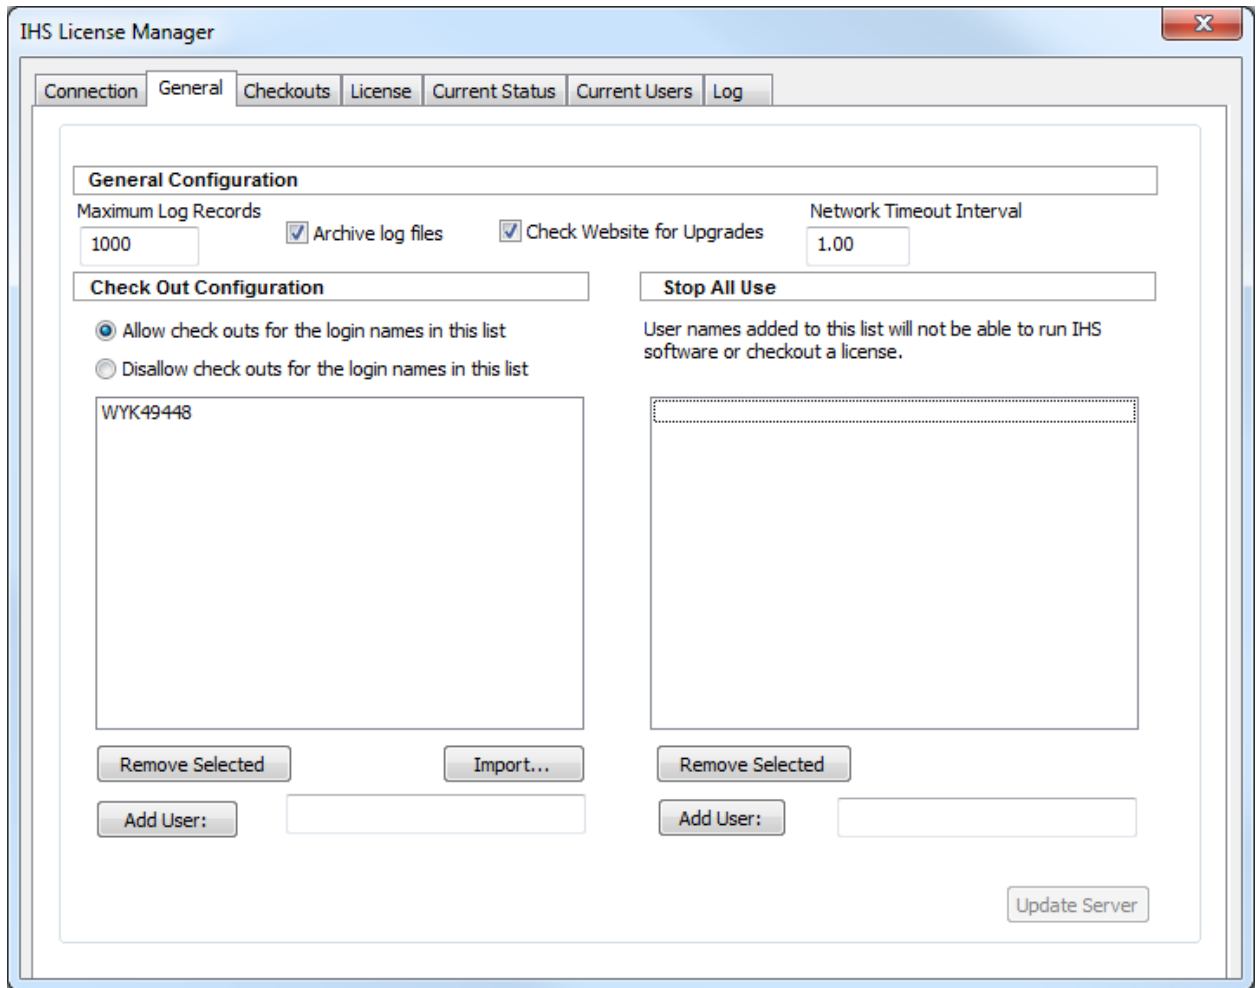 IHS License Manager
Connection General Checkouts License Current Status Current Users Log
General Configuration
Maximum Log Records
1000
Archive log files
Check Website for Upgrades
Network Timeout Interval
1.00
Check Out Configuration
Allow check outs for the login names in this list
Disallow check outs for the login names in this list
WYK49448
Remove Selected
Import...
Add User:
Stop All Use
User names added to this list will not be able to run IHS
software or checkout a license.
Remove Selected
Add User:
Update Server